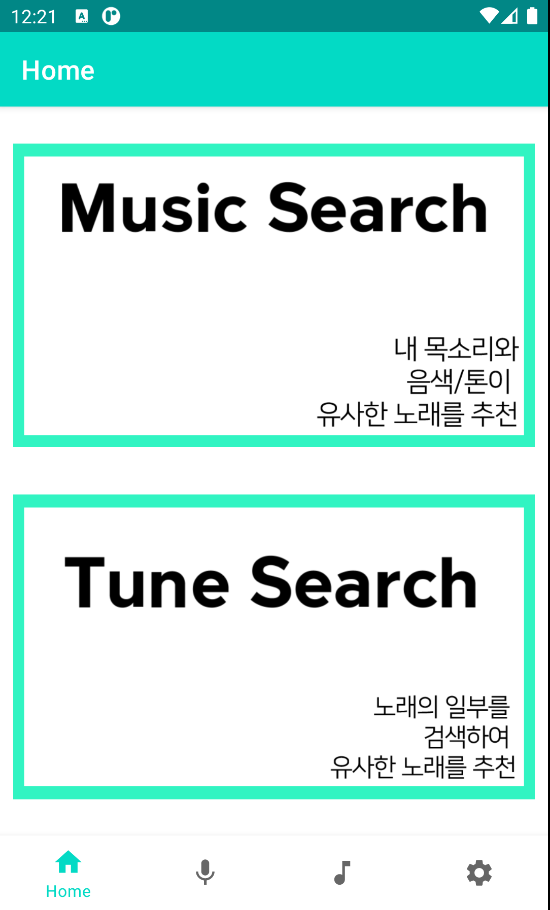 12:21
Home
Music Search
내 목소리와
음색/톤이
유사한 노래를 추천
Tune Search
노래의 일부를
검색하여
유사한 노래를 추천
Home